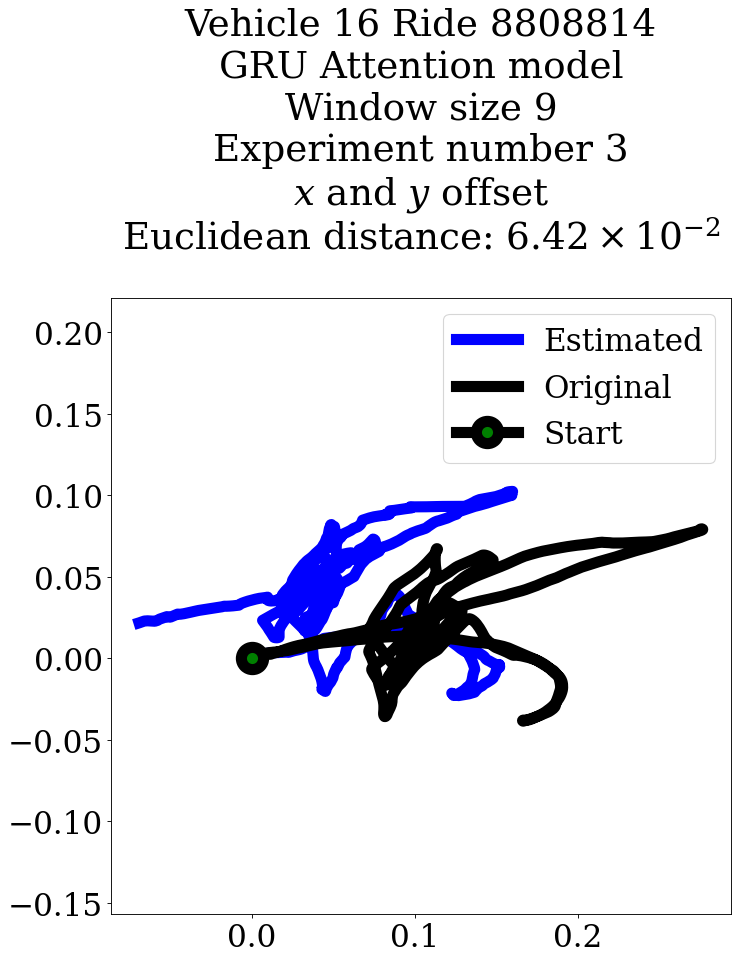 Vehicle 16 Ride 8808814
GRU Attention model
Window size 9
Experiment number 3
x and y offset
Euclidean distance: 6.42 × 10⁻²
Estimated
Original
Start
0.20
0.15
0.10
0.05
0.00
−0.05
−0.10
−0.15
0.0 0.1 0.2